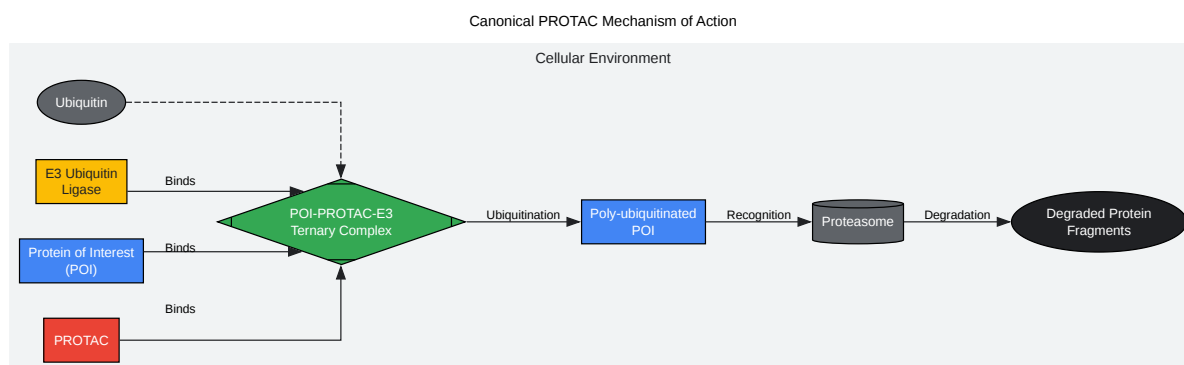 Canonical PROTAC Mechanism of Action
Cellular Environment
Ubiquitin
E3 Ubiquitin
Ligase
Binds
Protein of Interest
(POI)
Binds
PROTAC
Binds
POI-PROTAC-E3
Ternary Complex
Ubiquitination
Poly-ubiquitinated
POI
Recognition
Proteasome
Degradation
Degraded Protein
Fragments